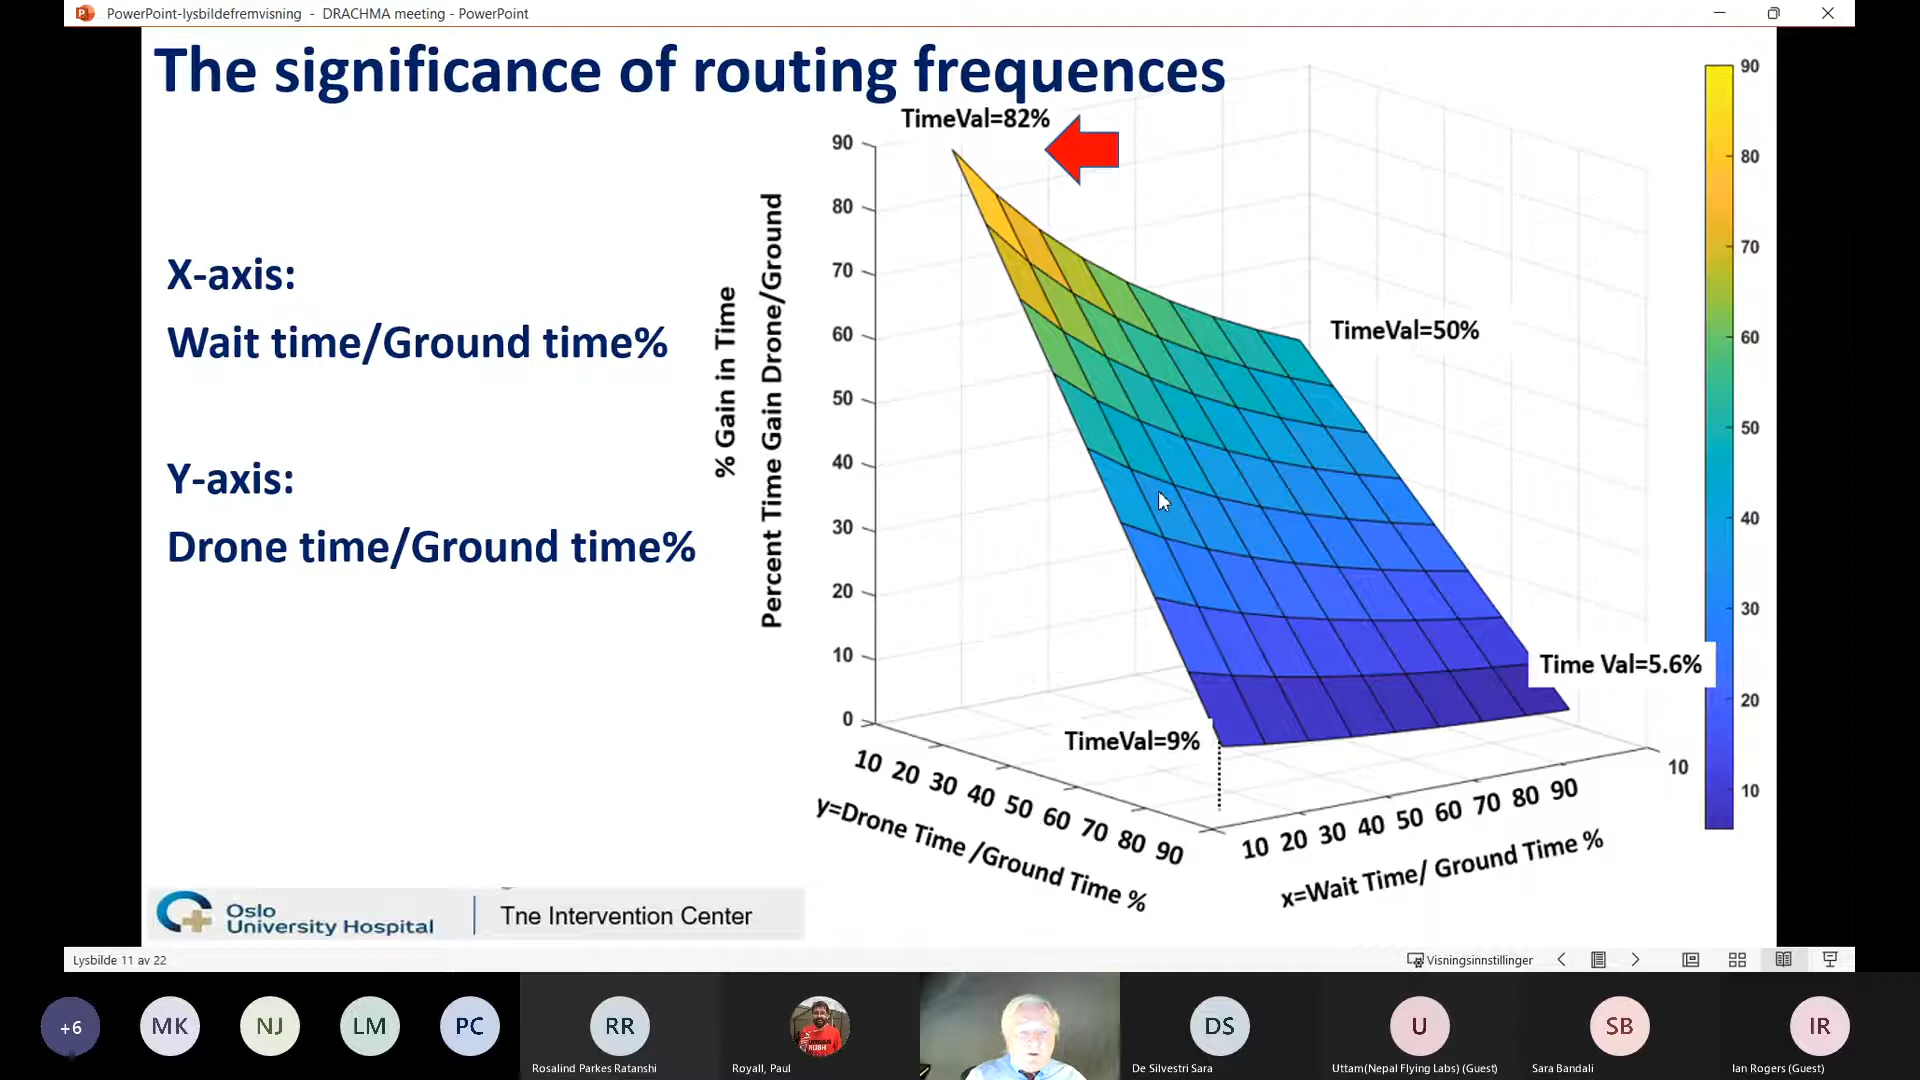 PowerPoint-lysbildefremvisning - DRACHMA meeting - PowerPoint
The significance of routing frequences
X-axis:
Wait time/Ground time%
Y-axis:
Drone time/Ground time%
% Gain in Time
Percent Time Gain Drone/Ground
TimeVal=82%
TimeVal=50%
Time Val=5.6%
TimeVal=9%
90
80
70
60
50
40
30
20
10
0
10 20 30 40 50 60 70 80 90
y=Drone Time /Ground Time %
10 20 30 40 50 60 70 80 90
10
x=Wait Time/ Ground Time %
90
80
70
60
50
40
30
20
10
Oslo
University Hospital
Tne Intervention Center
Lysbilde 11 av 22
Visningsinnstillinger
+6
MK
NJ
LM
PC
RR
Rosalind Parkes Ratanshi
Royall, Paul
DS
De Silvestri Sara
U
Uttam(Nepal Flying Labs) (Guest)
SB
Sara Bandali
IR
Ian Rogers (Guest)